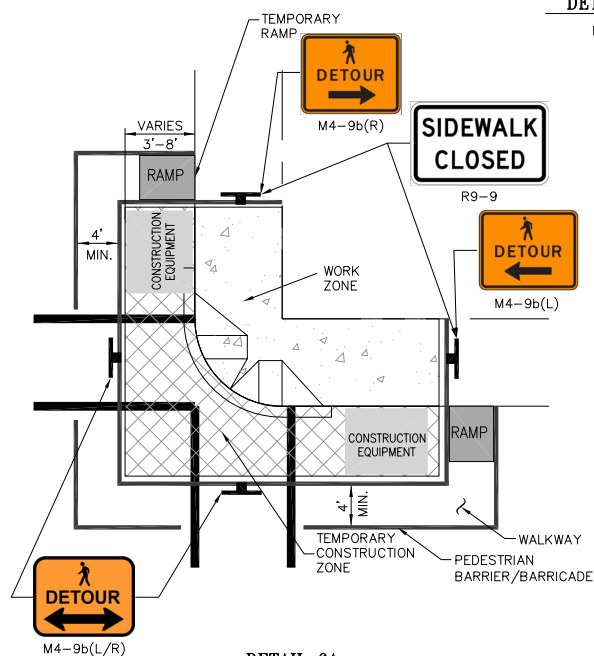 DE
TEMPORARY
RAMP
DETOUR
M4-9b(R)
VARIES
3'-8'
SIDEWALK
CLOSED
R9-9
RAMP
CONSTRUCTION
EQUIPMENT
4'
MIN.
DETOUR
M4-9b(L)
WORK
ZONE
CONSTRUCTION
EQUIPMENT
RAMP
4'
MIN.
TEMPORARY
CONSTRUCTION
ZONE
WALKWAY
PEDESTRIAN
BARRIER/BARRICADE
DETOUR
M4-9b(L/R)